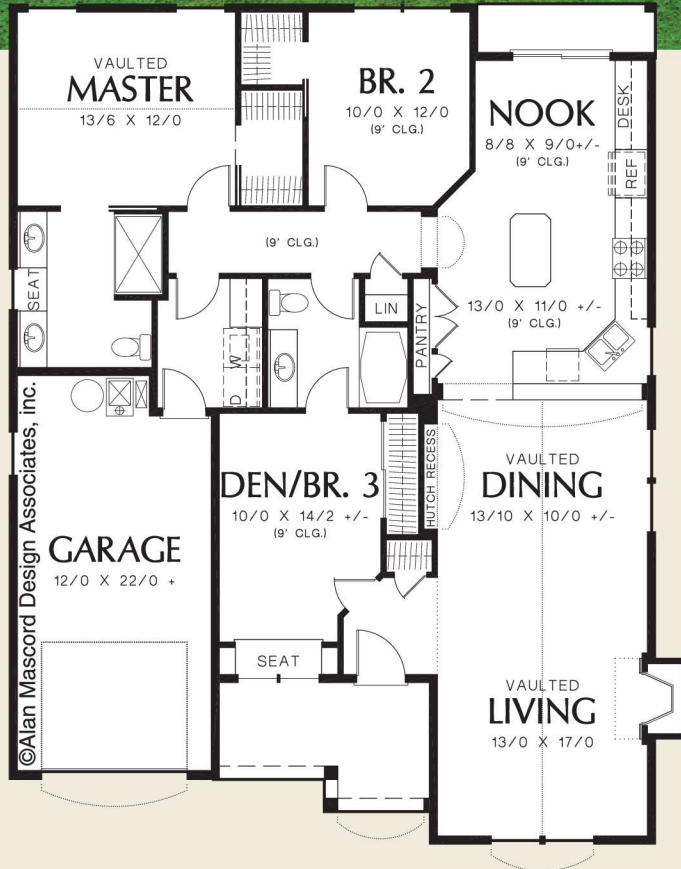 VAULTED
MASTER
13/6 X 12/0
BR. 2
10/0 X 12/0
(9' CLG.)
NOOK
8/8 X 9/0+/-
(9' CLG.)
DESK
REF
(9' CLG.)
SEAT
LIN
PANTRY
13/0 X 11/0 +/-
(9' CLG.)
D W
©Alan Mascord Design Associates, inc.
GARAGE
12/0 X 22/0 +
DEN/BR. 3
10/0 X 14/2 +/-
(9' CLG.)
HUTCH RECESS
VAULTED
DINING
13/10 X 10/0 +/-
SEAT
VAULTED
LIVING
13/0 X 17/0